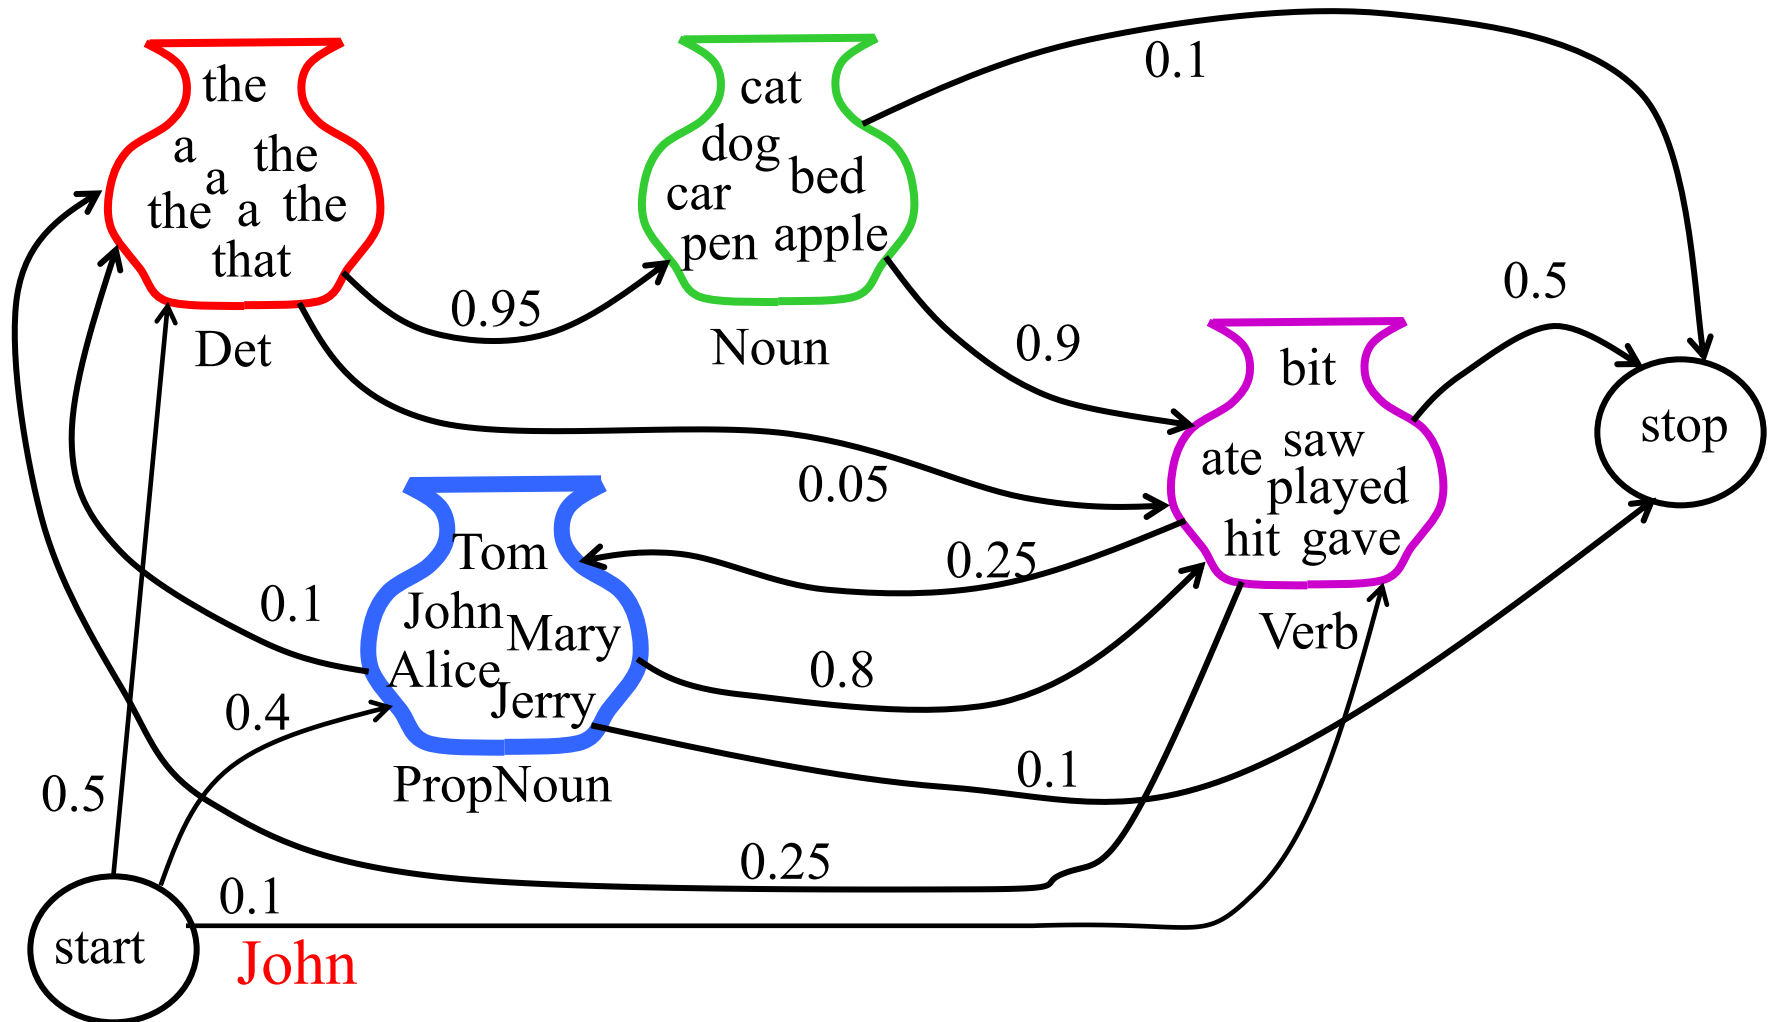 the
a
the
a
the
a
the
that
Det
0.95
cat
dog
bed
car
pen
apple
Noun
0.1
0.9
0.5
bit
saw
ate
played
hit
gave
Verb
stop
0.05
0.25
Tom
John
Mary
Alice
Jerry
PropNoun
0.1
0.8
0.4
0.1
0.5
0.25
0.1
start
John